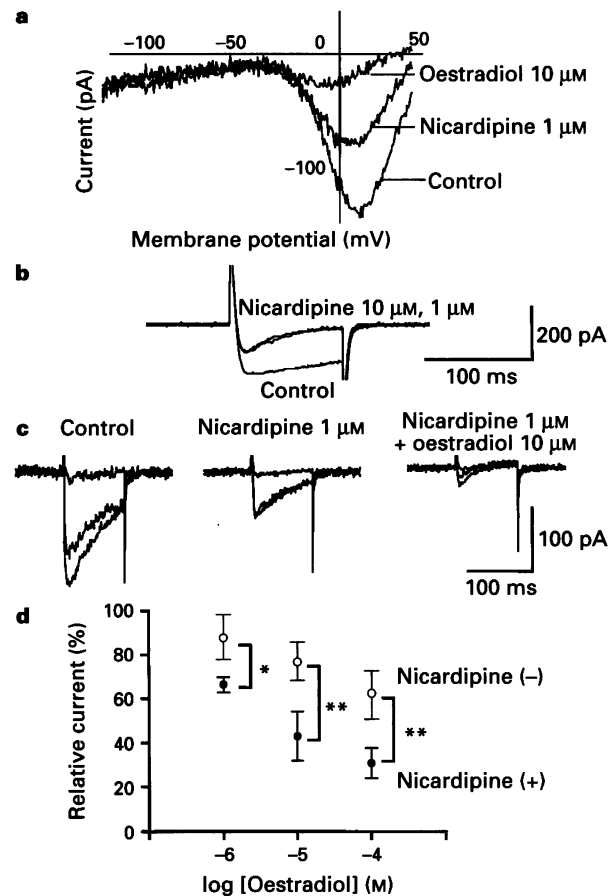 a
−100
−50
0
50
Oestradiol 10 μM
Nicardipine 1 μM
−100
Control
Current (pA)
Membrane potential (mV)
b
Nicardipine 10 μM, 1 μM
Control
200 pA
100 ms
c
Control
Nicardipine 1 μM
Nicardipine 1 μM
+ oestradiol 10 μM
100 pA
100 ms
d
100
80
60
40
20
0
Relative current (%)
*
**
**
Nicardipine (−)
Nicardipine (+)
−6
−5
−4
log [Oestradiol] (M)